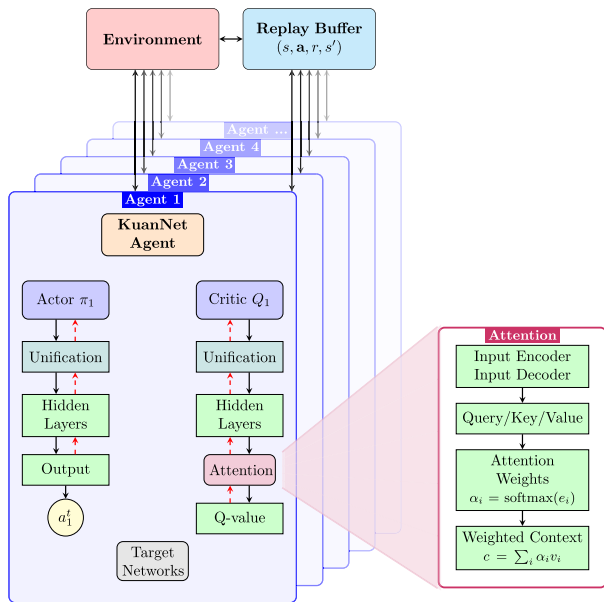 Environment
Replay Buffer
(s, a, r, s′)
Agent ...
Agent 4
Agent 3
Agent 2
Agent 1
KuanNet
Agent
Actor π₁
Unification
Hidden
Layers
Output
a₁ᵗ
Critic Q₁
Unification
Hidden
Layers
Attention
Q-value
Target
Networks
Attention
Input Encoder
Input Decoder
Query/Key/Value
Attention
Weights
αᵢ = softmax(eᵢ)
Weighted Context
c = ∑ᵢ αᵢvᵢ